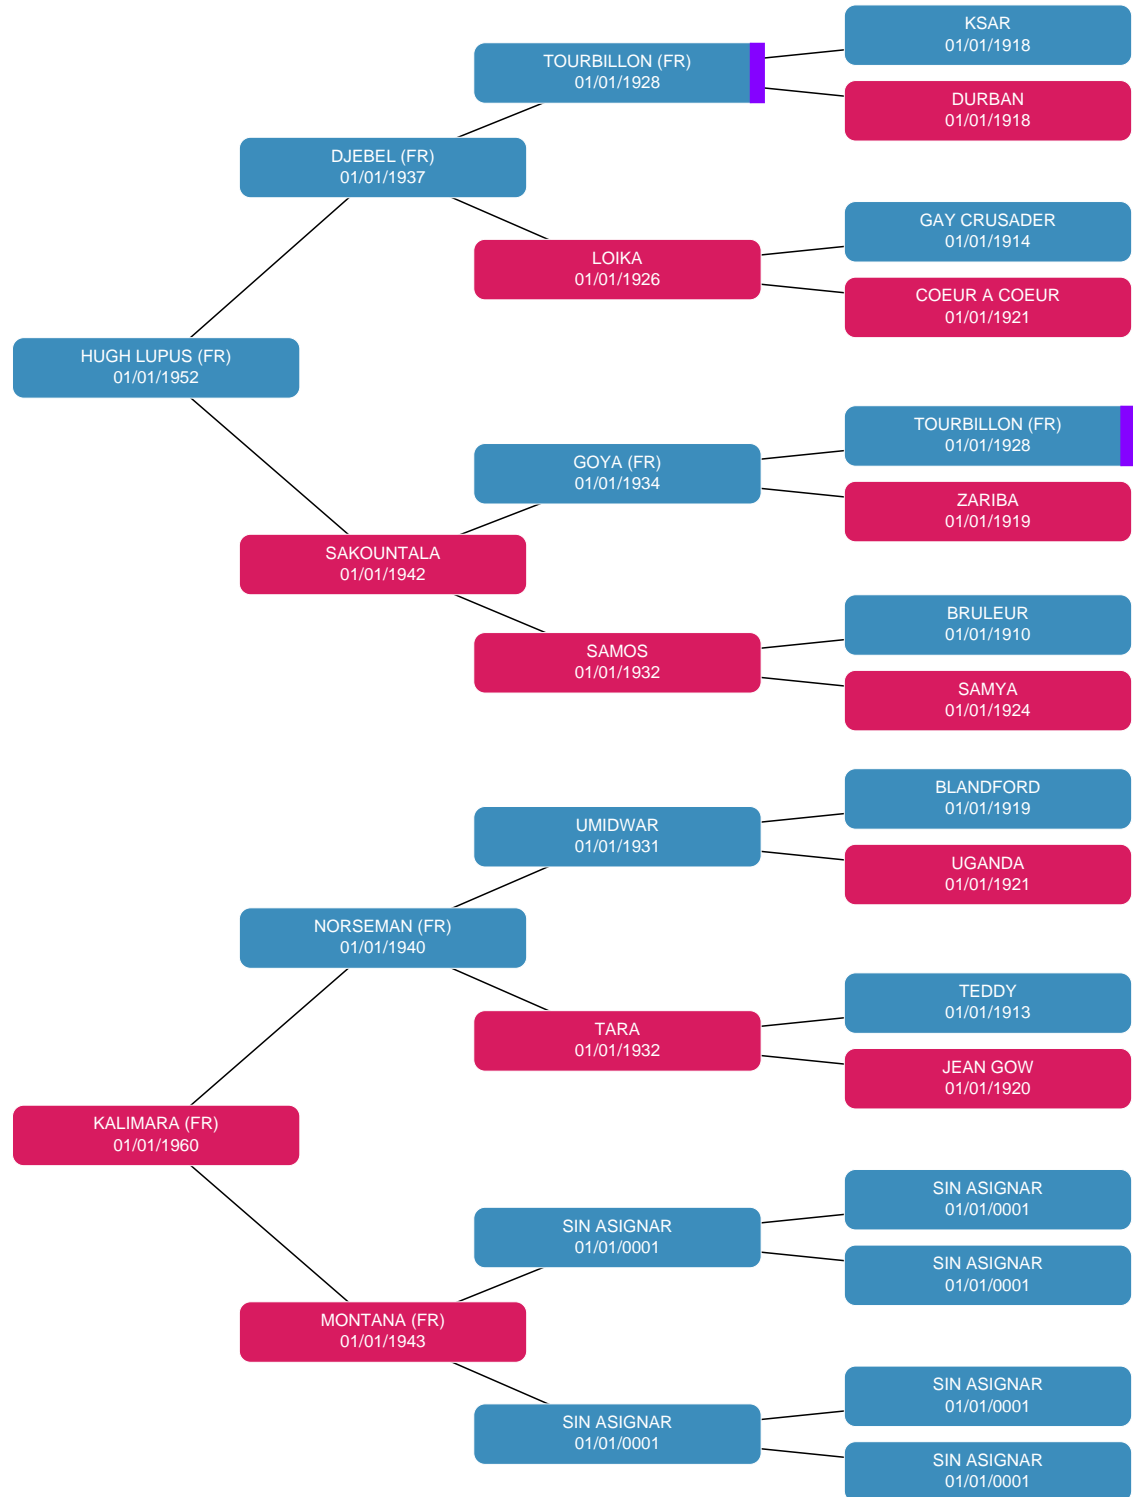 KSAR
01/01/1918
TOURBILLON (FR)
01/01/1928
DURBAN
01/01/1918
DJEBEL (FR)
01/01/1937
GAY CRUSADER
01/01/1914
LOIKA
01/01/1926
COEUR A COEUR
01/01/1921
HUGH LUPUS (FR)
01/01/1952
TOURBILLON (FR)
01/01/1928
GOYA (FR)
01/01/1934
ZARIBA
01/01/1919
SAKOUNTALA
01/01/1942
BRULEUR
01/01/1910
SAMOS
01/01/1932
SAMYA
01/01/1924
BLANDFORD
01/01/1919
UMIDWAR
01/01/1931
UGANDA
01/01/1921
NORSEMAN (FR)
01/01/1940
TEDDY
01/01/1913
TARA
01/01/1932
JEAN GOW
01/01/1920
KALIMARA (FR)
01/01/1960
SIN ASIGNAR
01/01/0001
SIN ASIGNAR
01/01/0001
SIN ASIGNAR
01/01/0001
MONTANA (FR)
01/01/1943
SIN ASIGNAR
01/01/0001
SIN ASIGNAR
01/01/0001
SIN ASIGNAR
01/01/0001